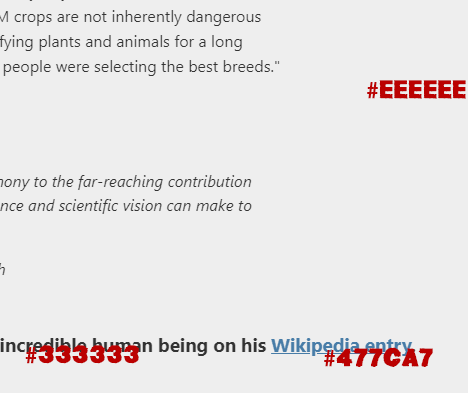 M crops are not inherently dangerous
fying plants and animals for a long
people were selecting the best breeds."
#EEEEEE
nony to the far-reaching contribution
nce and scientific vision can make to
h
incredible human being on his Wikipedia entry
#333333
#477CA7